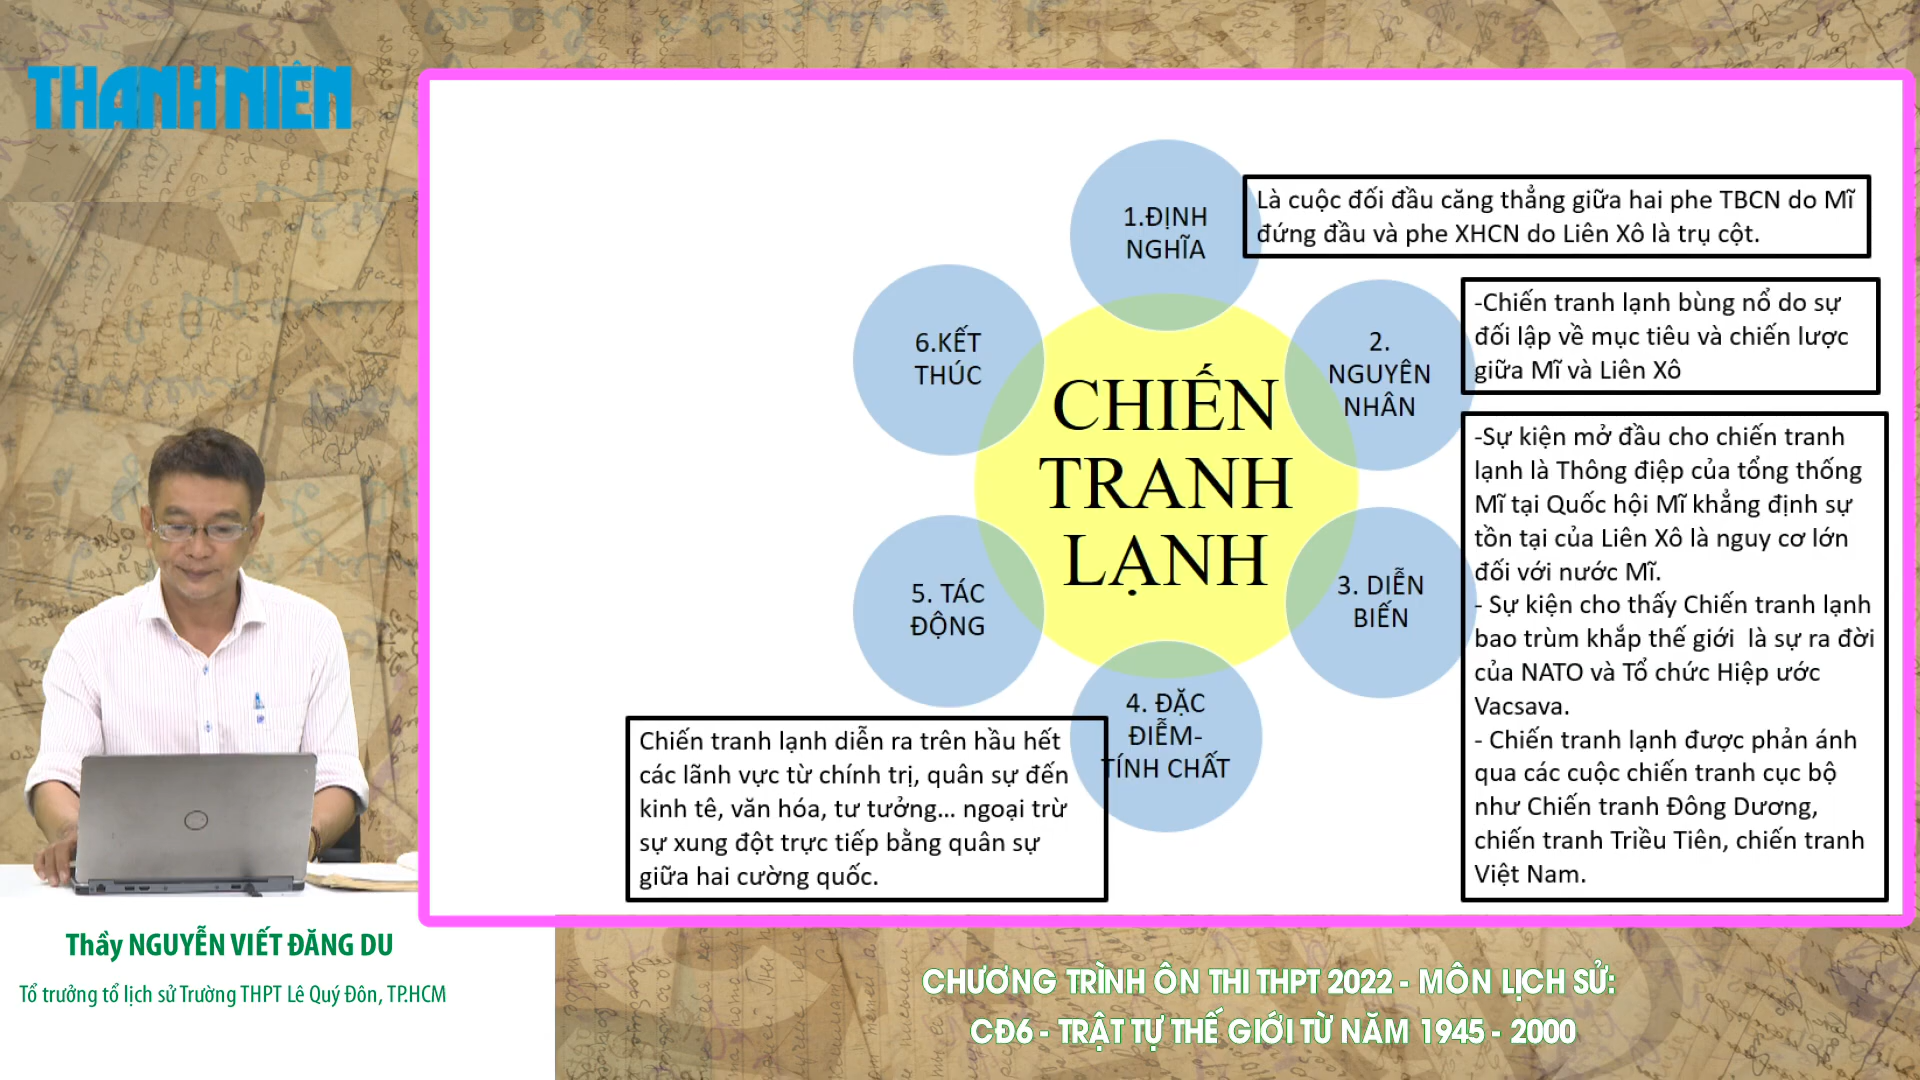 THANH NIÊN
1.ĐỊNH
NGHĨA
Là cuộc đối đầu căng thẳng giữa hai phe TBCN do Mĩ
đứng đầu và phe XHCN do Liên Xô là trụ cột.
2.
NGUYÊN
NHÂN
-Chiến tranh lạnh bùng nổ do sự
đối lập về mục tiêu và chiến lược
giữa Mĩ và Liên Xô
6.KẾT
THÚC
CHIẾN
TRANH
LẠNH
3. DIỄN
BIẾN
-Sự kiện mở đầu cho chiến tranh
lạnh là Thông điệp của tổng thống
Mĩ tại Quốc hội Mĩ khẳng định sự
tồn tại của Liên Xô là nguy cơ lớn
đối với nước Mĩ.
- Sự kiện cho thấy Chiến tranh lạnh
bao trùm khắp thế giới là sự ra đời
của NATO và Tổ chức Hiệp ước
Vacsava.
- Chiến tranh lạnh được phản ánh
qua các cuộc chiến tranh cục bộ
như Chiến tranh Đông Dương,
chiến tranh Triều Tiên, chiến tranh
Việt Nam.
5. TÁC
ĐỘNG
4. ĐẶC
ĐIỂM-
TÍNH CHẤT
Chiến tranh lạnh diễn ra trên hầu hết
các lãnh vực từ chính trị, quân sự đến
kinh tê, văn hóa, tư tưởng... ngoại trừ
sự xung đột trực tiếp bằng quân sự
giữa hai cường quốc.
Thầy NGUYỄN VIẾT ĐĂNG DU
Tổ trưởng tổ lịch sử Trường THPT Lê Quý Đôn, TP.HCM
CHƯƠNG TRÌNH ÔN THI THPT 2022 - MÔN LỊCH SỬ:
CĐ6 - TRẬT TỰ THẾ GIỚI TỪ NĂM 1945 - 2000